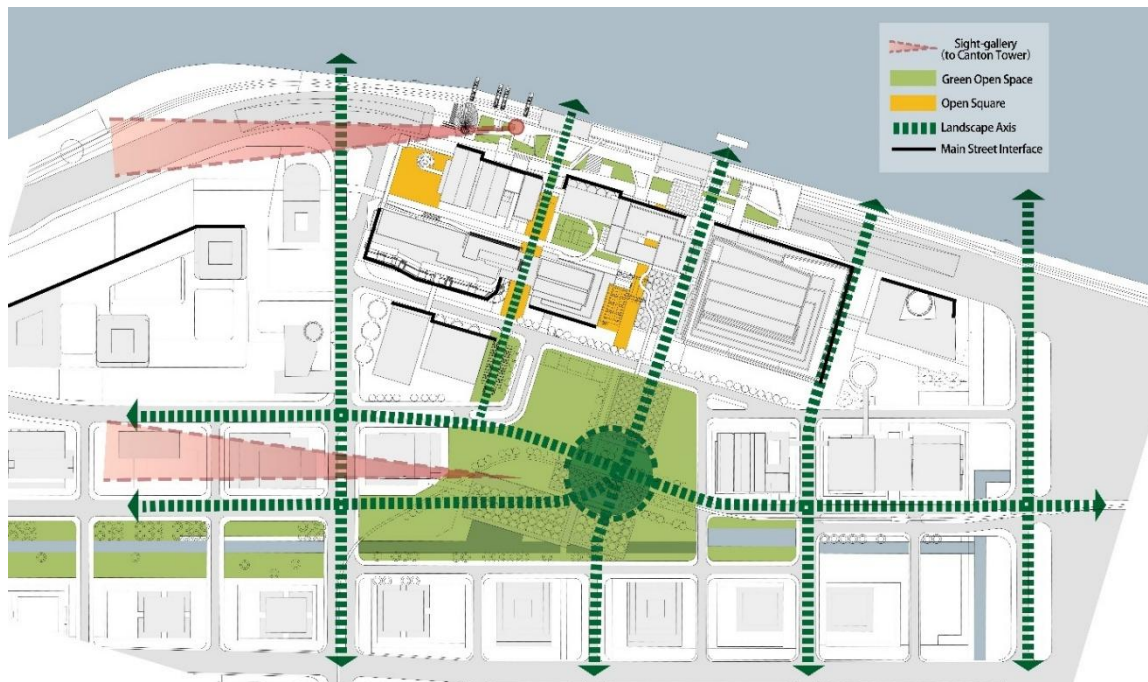 Sight-gallery
(to Canton Tower)
Green Open Space
Open Square
Landscape Axis
Main Street Interface